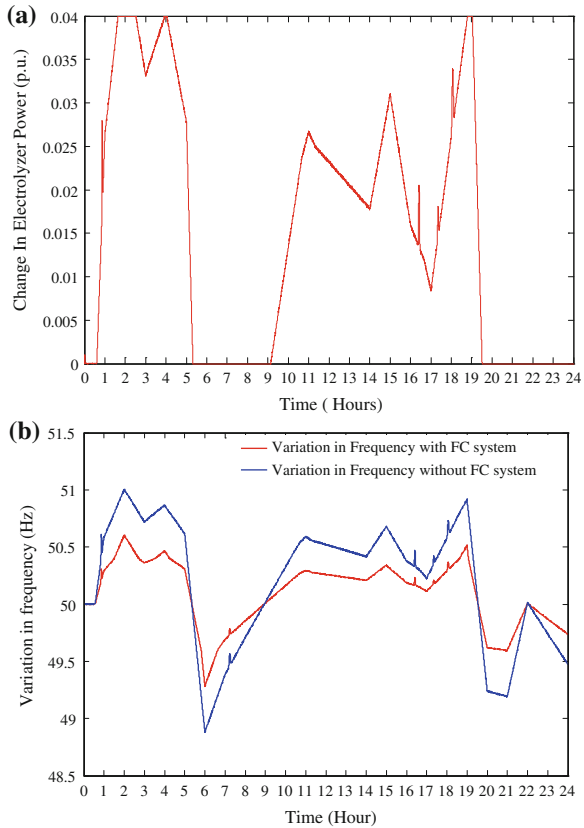 (a)
Change In Electrolyzer Power (p.u.)
0.04
0.035
0.03
0.025
0.02
0.015
0.01
0.005
0
0 1 2 3 4 5 6 7 8 9 10 11 12 13 14 15 16 17 18 19 20 21 22 23 24
Time ( Hours)
(b)
Variation in frequency (Hz)
51.5
51
50.5
50
49.5
49
48.5
Variation in Frequency with FC system
Variation in Frequency without FC system
0 1 2 3 4 5 6 7 8 9 10 11 12 13 14 15 16 17 18 19 20 21 22 23 24
Time (Hour)